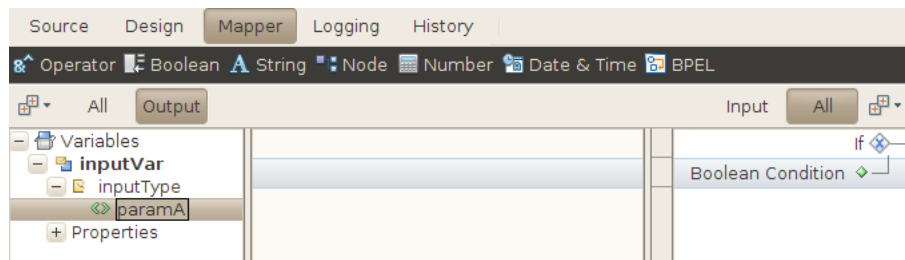 Source Design Mapper Logging History
Operator Boolean A String Node Number Date & Time BPEL
All Output Input All
Variables If
inputVar Boolean Condition
inputType
paramA
Properties